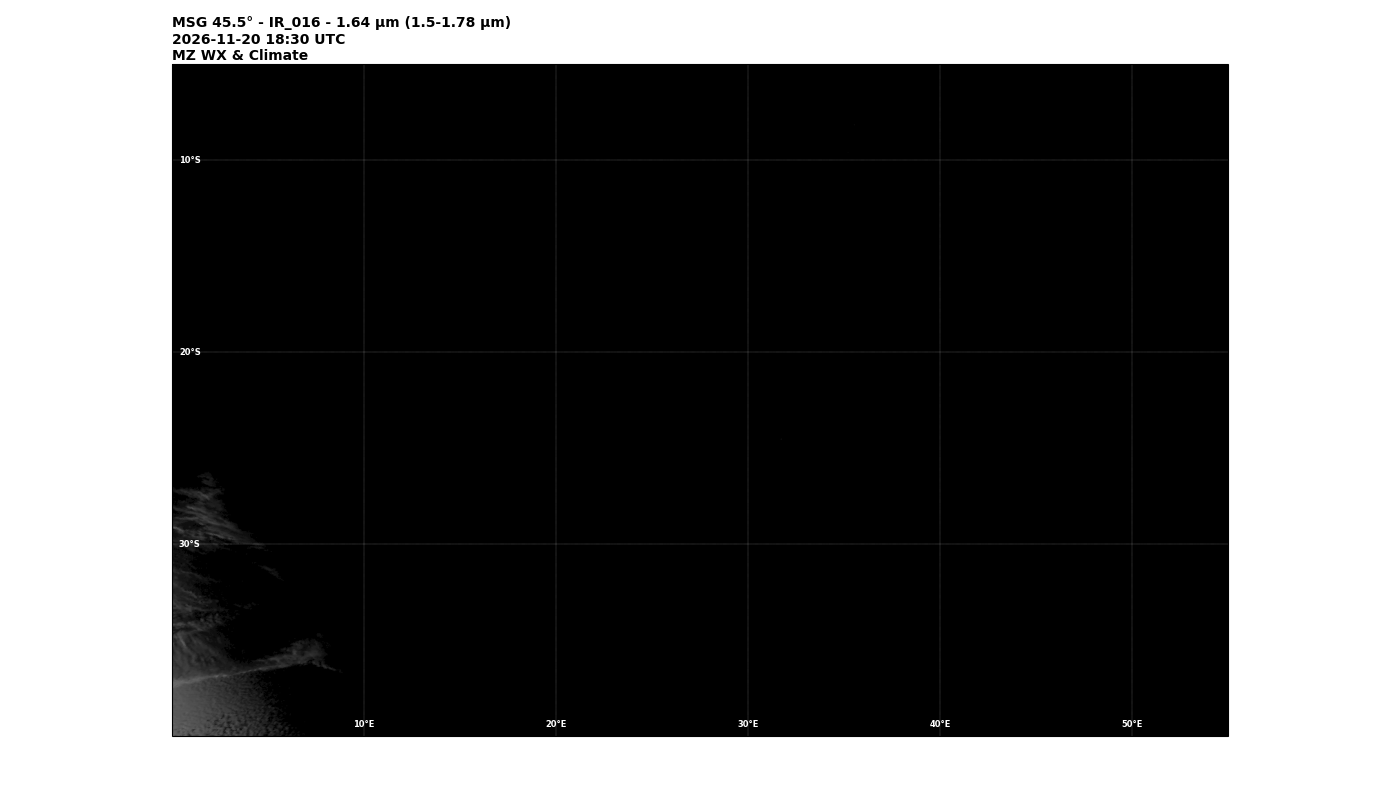 MSG 45.5° - IR_016 - 1.64 µm (1.5-1.78 µm)
2026-11-20 18:30 UTC
MZ WX & Climate
10°S
20°S
30°S
10°E 20°E 30°E 40°E 50°E